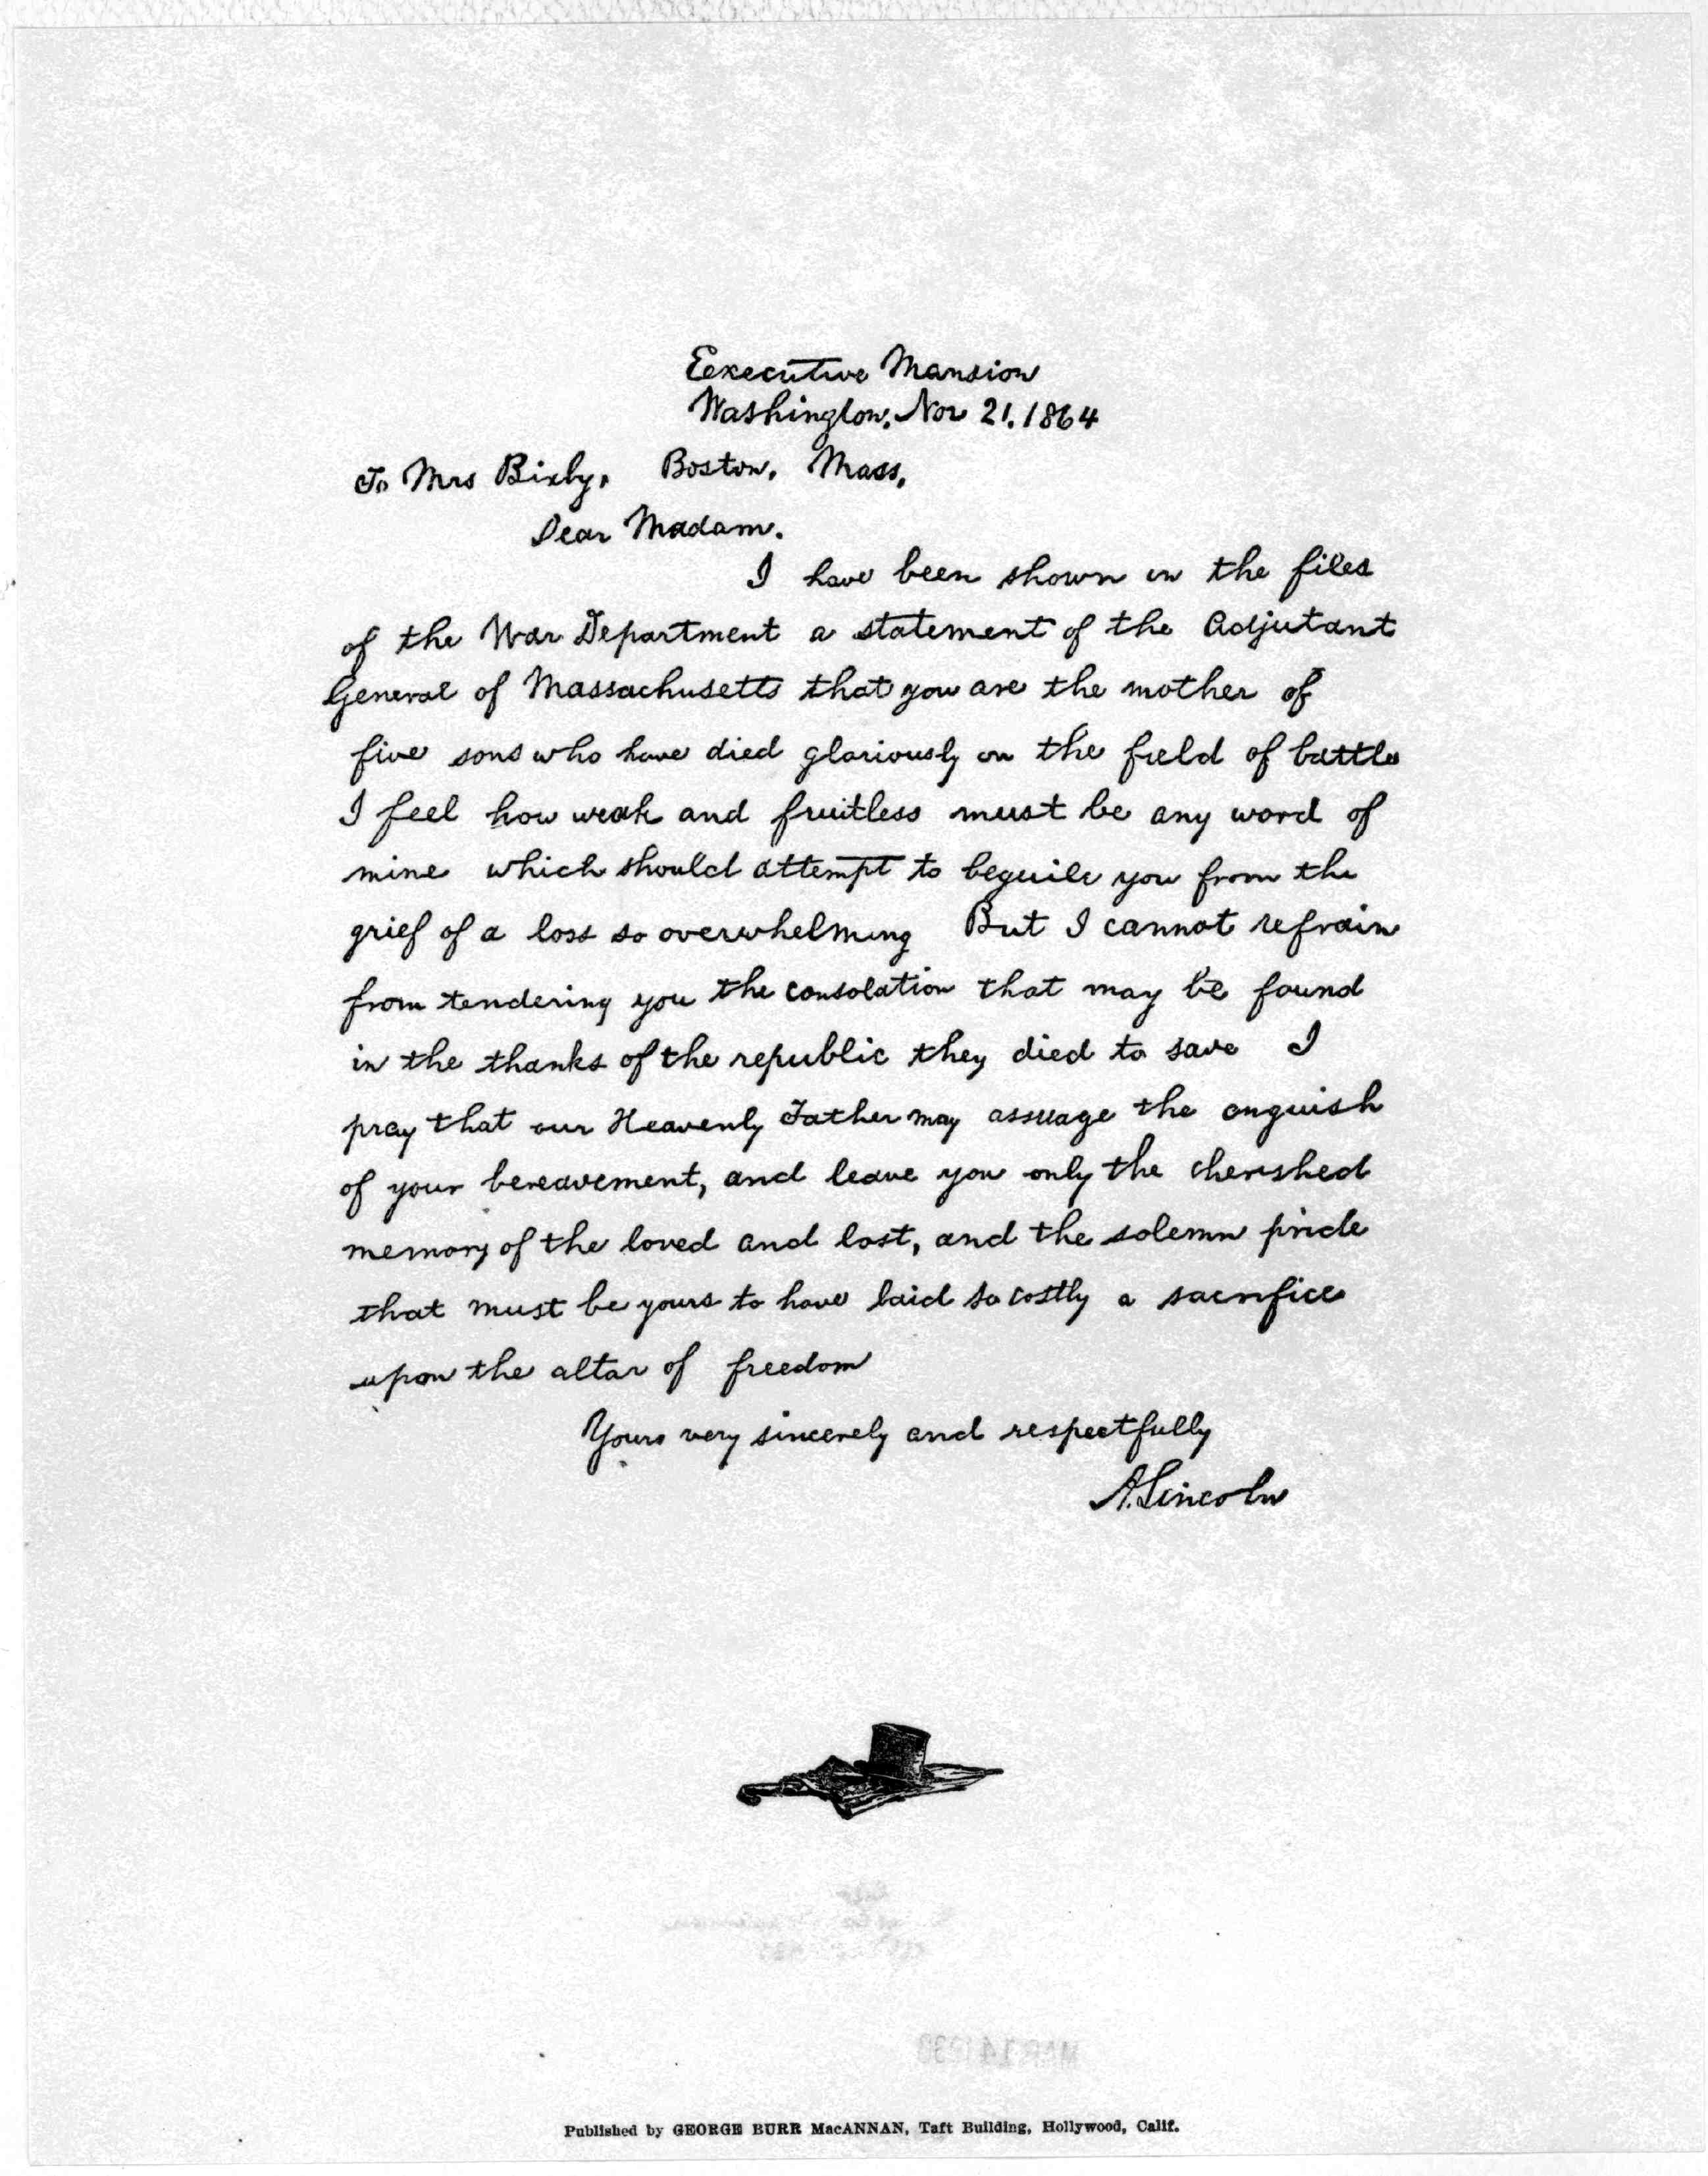 Executive Mansion
Washington, Nov 21, 1864
To Mrs Bixby, Boston, Mass,
Dear Madam.
I have been shown in the files
of the War Department a statement of the Adjutant
General of Massachusetts that you are the mother of
five sons who have died gloriously on the field of battle
I feel how weak and fruitless must be any word of
mine which should attempt to beguile you from the
grief of a loss so overwhelming But I cannot refrain
from tendering you the consolation that may be found
in the thanks of the republic they died to save I
pray that our Heavenly Father may assuage the anguish
of your bereavement, and leave you only the cherished
memory of the loved and lost, and the solemn pride
that must be yours to have laid so costly a sacrifice
upon the altar of freedom
Yours very sincerely and respectfully
A. Lincoln
Published by GEORGE BURR MacANNAN, Taft Building, Hollywood, Calif.